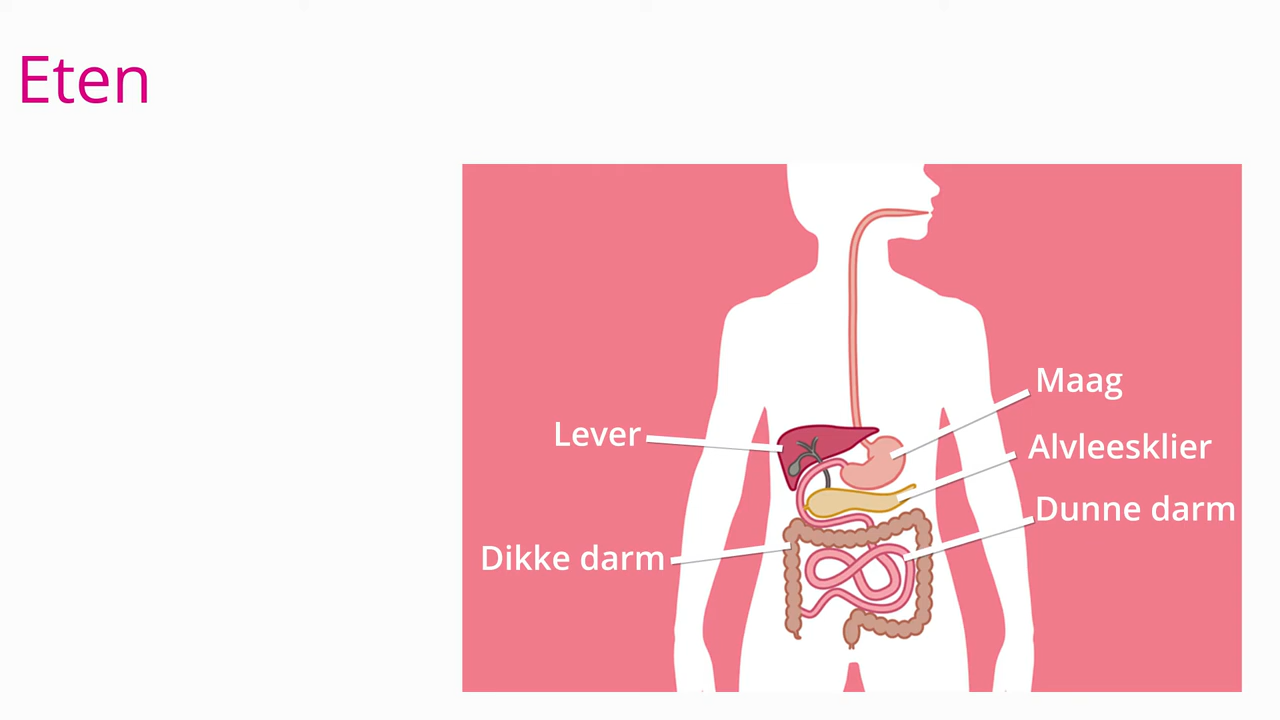 Eten
Maag
Lever
Alvleesklier
Dunne darm
Dikke darm